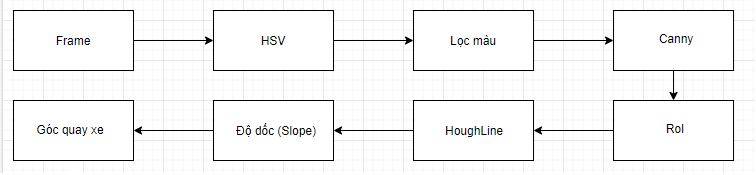 Frame
HSV
Lọc màu
Canny
RoI
HoughLine
Độ dốc (Slope)
Góc quay xe